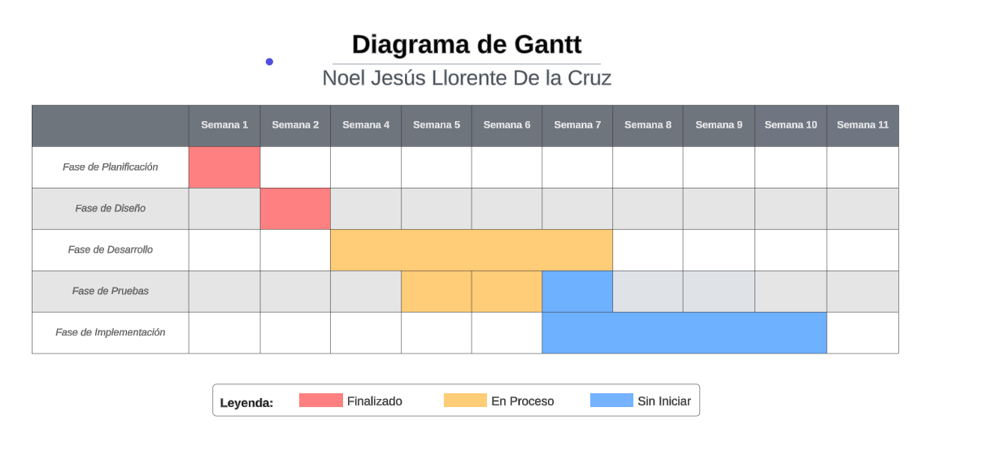 Diagrama de Gantt
Noel Jesús Llorente De la Cruz
Semana 1 Semana 2 Semana 4 Semana 5 Semana 6 Semana 7 Semana 8 Semana 9 Semana 10 Semana 11
Fase de Planificación
Fase de Diseño
Fase de Desarrollo
Fase de Pruebas
Fase de Implementación
Leyenda: Finalizado En Proceso Sin Iniciar